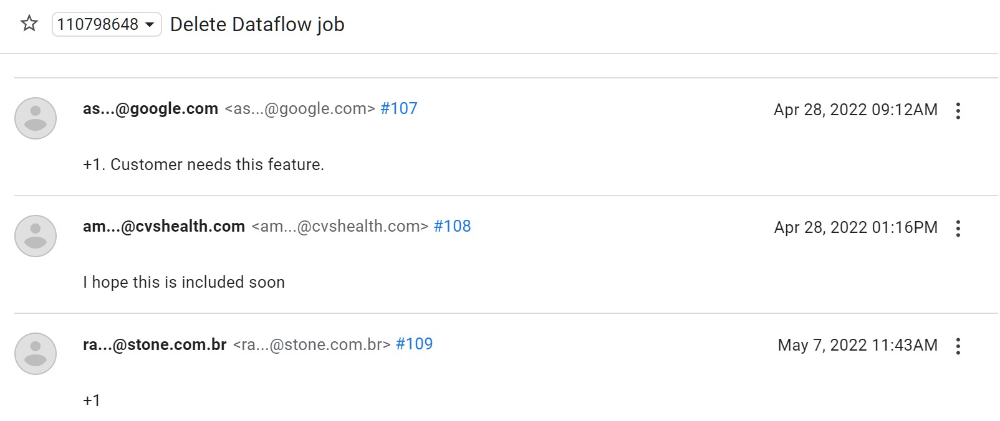 110798648 Delete Dataflow job
as...@google.com <as...@google.com> #107 Apr 28, 2022 09:12AM
+1. Customer needs this feature.
am...@cvshealth.com <am...@cvshealth.com> #108 Apr 28, 2022 01:16PM
I hope this is included soon
ra...@stone.com.br <ra...@stone.com.br> #109 May 7, 2022 11:43AM
+1